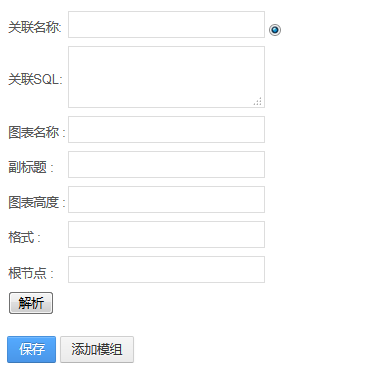 关联名称:
关联SQL:
图表名称 :
副标题 :
图表高度 :
格式 :
根节点 :
解析
保存 添加模组